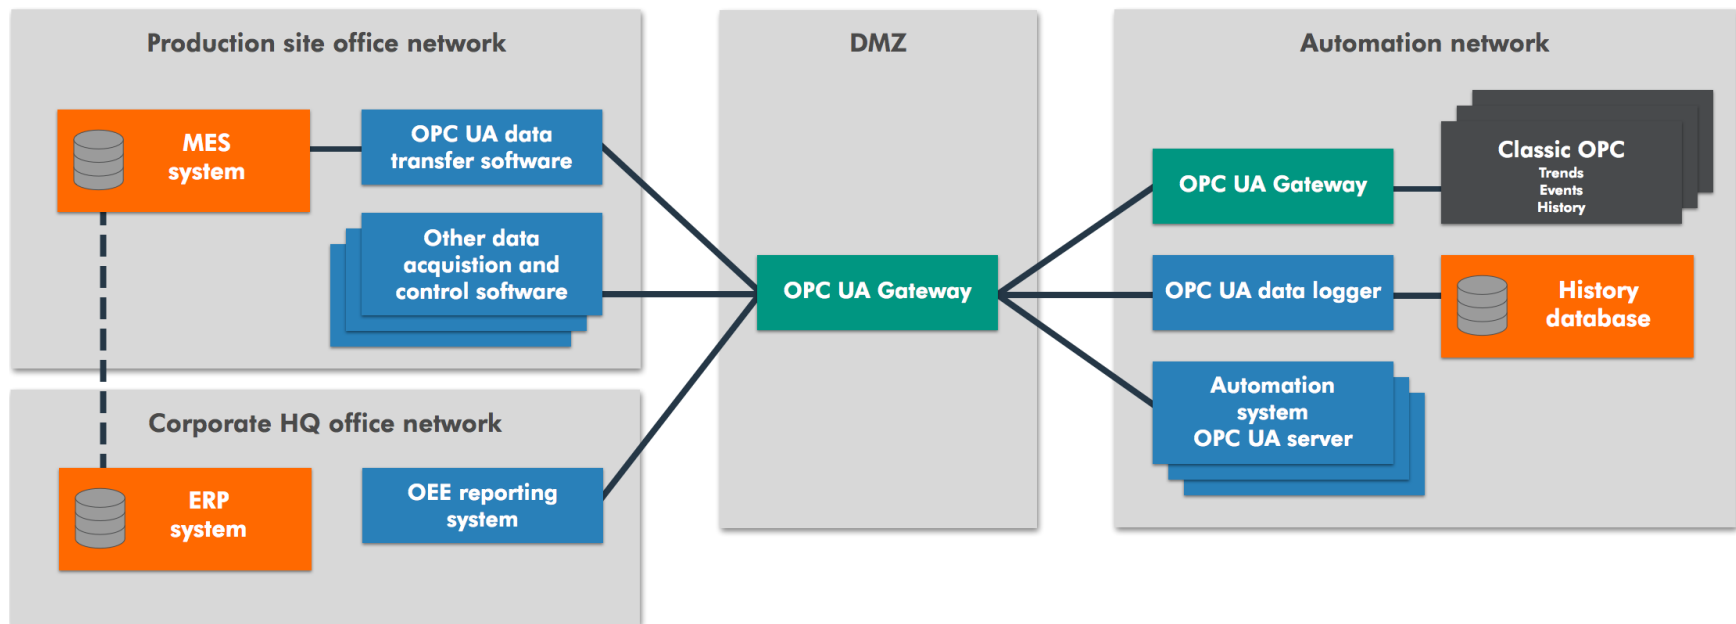 Production site office network
MES
system
OPC UA data
transfer software
Other data
acquistion and
control software
Corporate HQ office network
ERP
system
OEE reporting
system
DMZ
OPC UA Gateway
Automation network
OPC UA Gateway
Classic OPC
Trends
Events
History
OPC UA data logger
History
database
Automation
system
OPC UA server